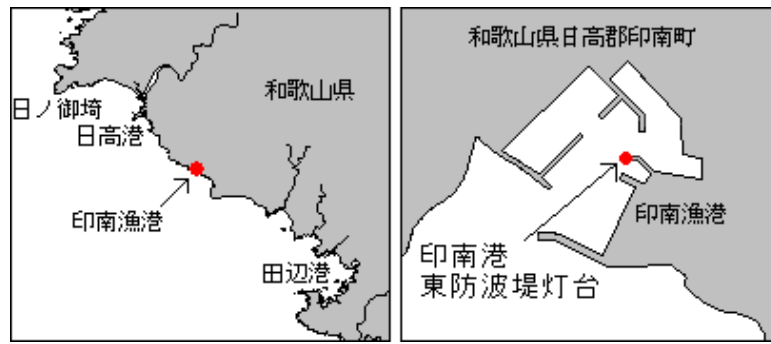 和歌山県
日ノ御埼
日高港
印南漁港
田辺港
和歌山県日高郡印南町
印南漁港
印南港
東防波堤灯台